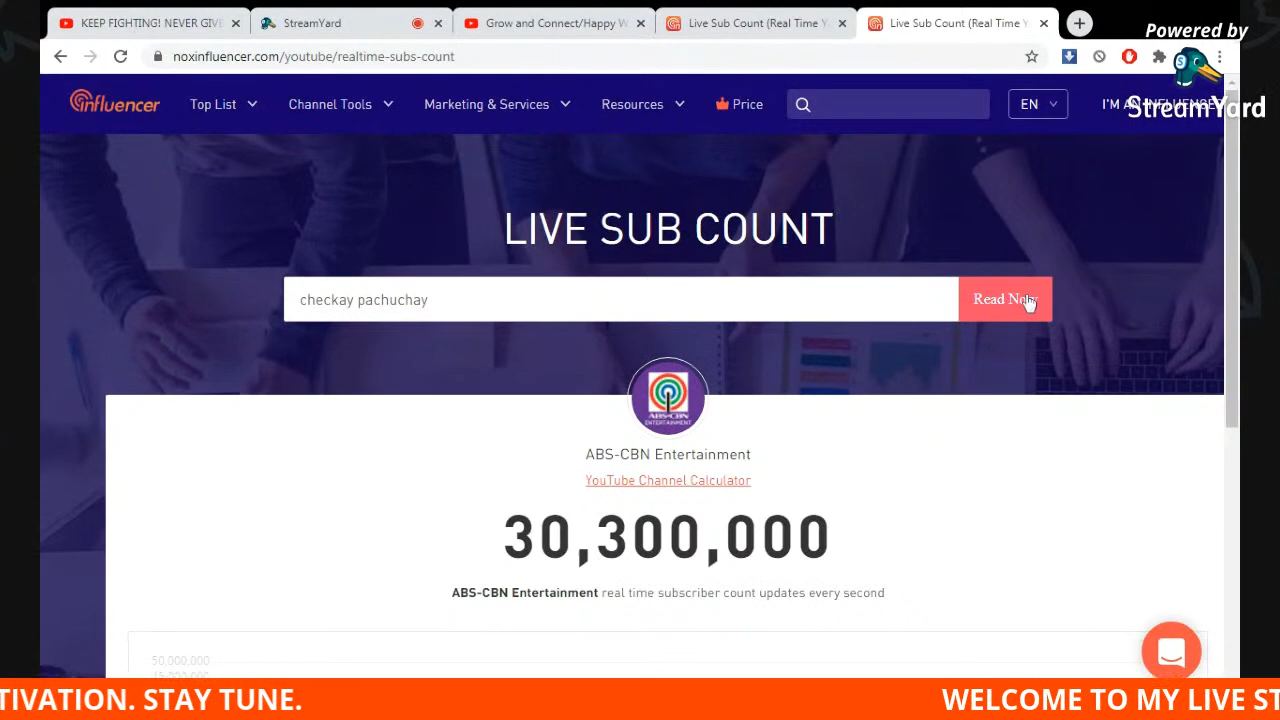 KEEP FIGHTING! NEVER GIVE
StreamYard
Grow and Connect/Happy W
Live Sub Count (Real Time Y
Live Sub Count (Real Time Y
Powered by
StreamYard
noxinfluencer.com/youtube/realtime-subs-count
influencer
Top List
Channel Tools
Marketing & Services
Resources
Price
EN
I'M AN INFLUENCER
LIVE SUB COUNT
checkay pachuchay
Read Now
ABS-CBN
ENTERTAINMENT
ABS-CBN Entertainment
YouTube Channel Calculator
30,300,000
ABS-CBN Entertainment real time subscriber count updates every second
50,000,000
TIVATION. STAY TUNE.
WELCOME TO MY LIVE ST